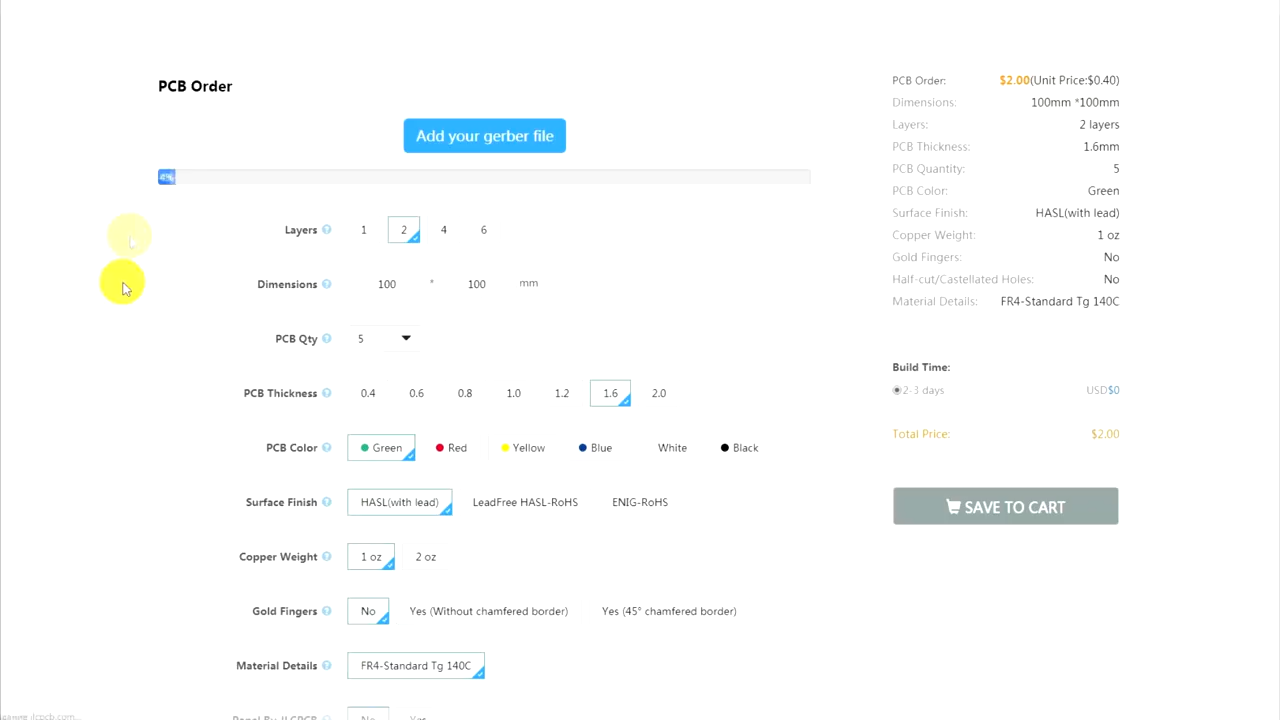 PCB Order
Add your gerber file
4%
Layers 1 2 4 6
Dimensions 100 * 100 mm
PCB Qty 5
PCB Thickness 0.4 0.6 0.8 1.0 1.2 1.6 2.0
PCB Color Green Red Yellow Blue White Black
Surface Finish HASL(with lead) LeadFree HASL-RoHS ENIG-RoHS
Copper Weight 1 oz 2 oz
Gold Fingers No Yes (Without chamfered border) Yes (45° chamfered border)
Material Details FR4-Standard Tg 140C
Panel By JLCPCB No Yes
PCB Order: $2.00(Unit Price:$0.40)
Dimensions: 100mm *100mm
Layers: 2 layers
PCB Thickness: 1.6mm
PCB Quantity: 5
PCB Color: Green
Surface Finish: HASL(with lead)
Copper Weight: 1 oz
Gold Fingers: No
Half-cut/Castellated Holes: No
Material Details: FR4-Standard Tg 140C
Build Time:
2-3 days USD$0
Total Price: $2.00
SAVE TO CART